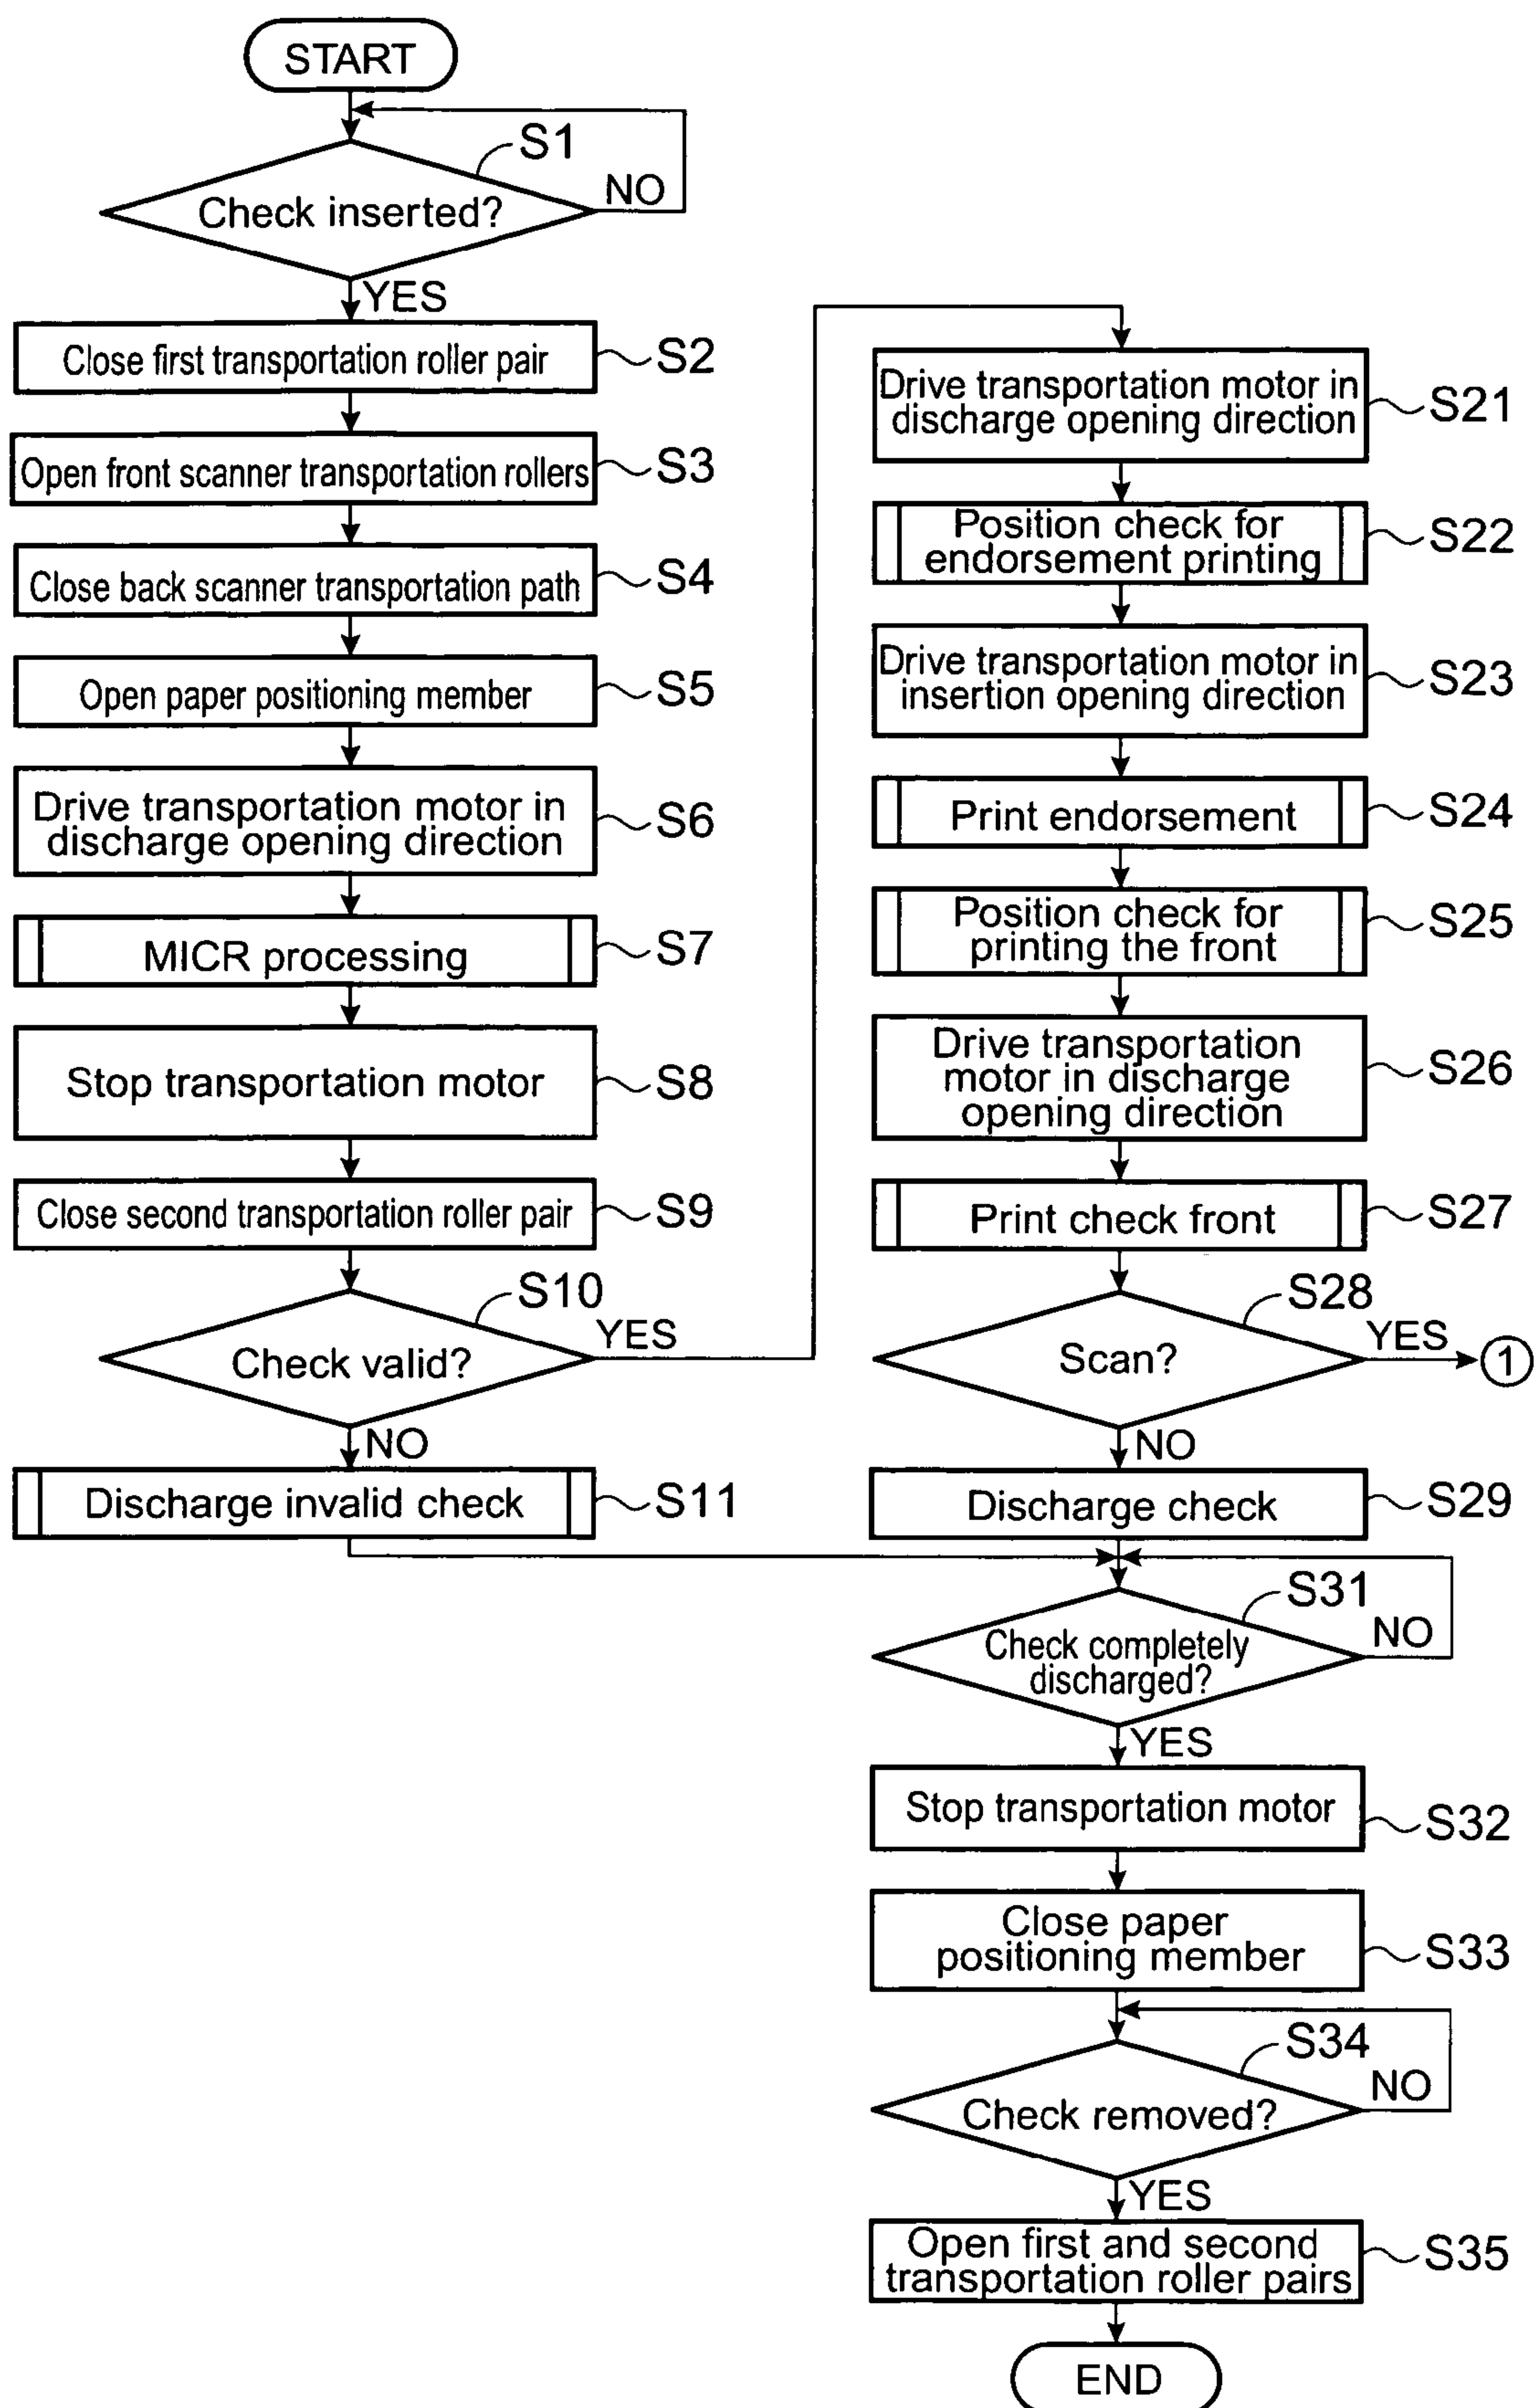 START
S1
Check inserted?
NO
YES
Close first transportation roller pair
S2
Open front scanner transportation rollers
S3
Close back scanner transportation path
S4
Open paper positioning member
S5
Drive transportation motor in
discharge opening direction
S6
MICR processing
S7
Stop transportation motor
S8
Close second transportation roller pair
S9
S10
Check valid?
YES
NO
Discharge invalid check
S11
Drive transportation motor in
discharge opening direction
S21
Position check for
endorsement printing
S22
Drive transportation motor in
insertion opening direction
S23
Print endorsement
S24
Position check for
printing the front
S25
Drive transportation
motor in discharge
opening direction
S26
Print check front
S27
S28
Scan?
YES
1
NO
Discharge check
S29
S31
Check completely
discharged?
NO
YES
Stop transportation motor
S32
Close paper
positioning member
S33
S34
Check removed?
NO
YES
Open first and second
transportation roller pairs
S35
END